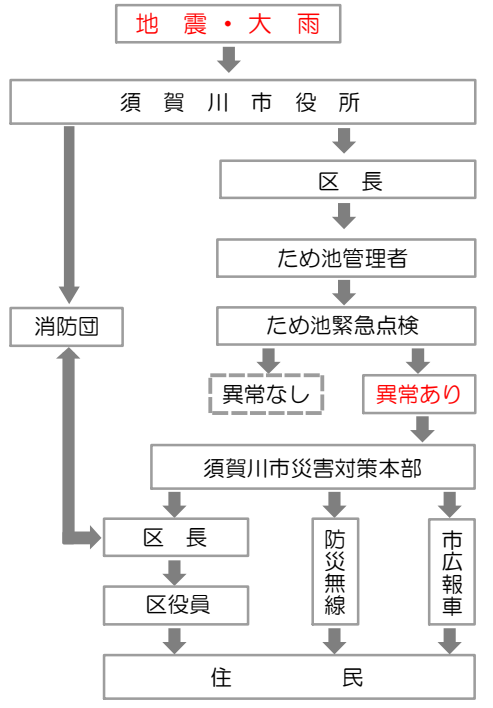 地　震・大　雨
須　賀　川　市　役　所
区　長
ため池管理者
消防団
ため池緊急点検
異常なし
異常あり
須賀川市災害対策本部
区　長
防災無線
市広報車
区役員
住　　　　　民